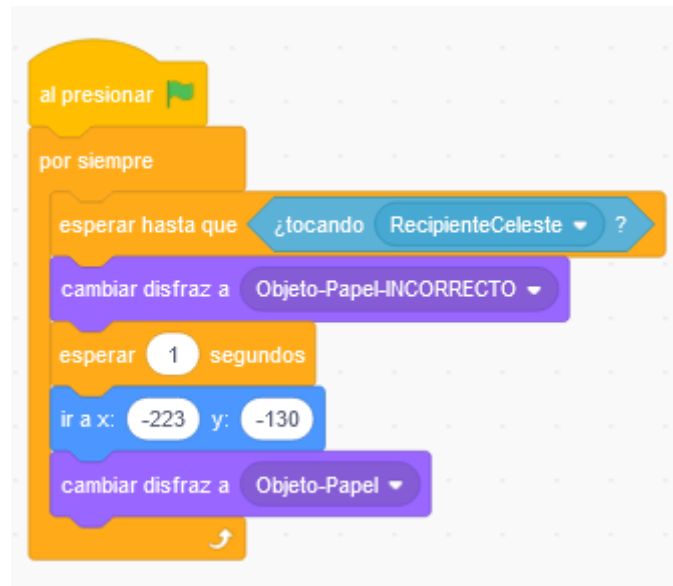 al presionar
por siempre
esperar hasta que ¿tocando RecipienteCeleste ?
cambiar disfraz a Objeto-Papel-INCORRECTO
esperar 1 segundos
ir a x: -223 y: -130
cambiar disfraz a Objeto-Papel